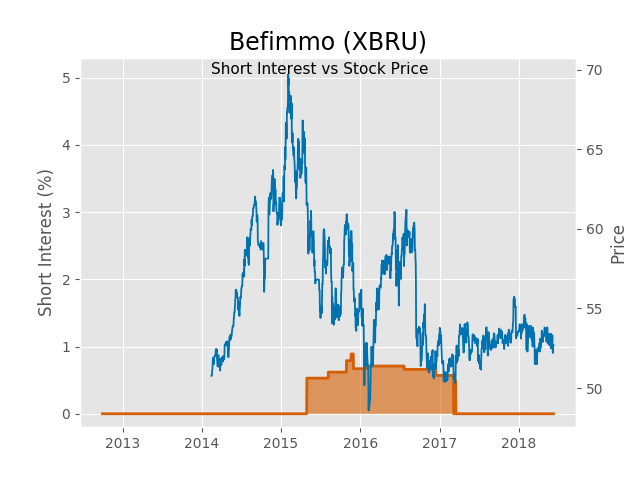 Befimmo (XBRU)
Short Interest vs Stock Price
Short Interest (%)
5
4
3
2
1
0
70
65
60
55
50
Price
2013 2014 2015 2016 2017 2018